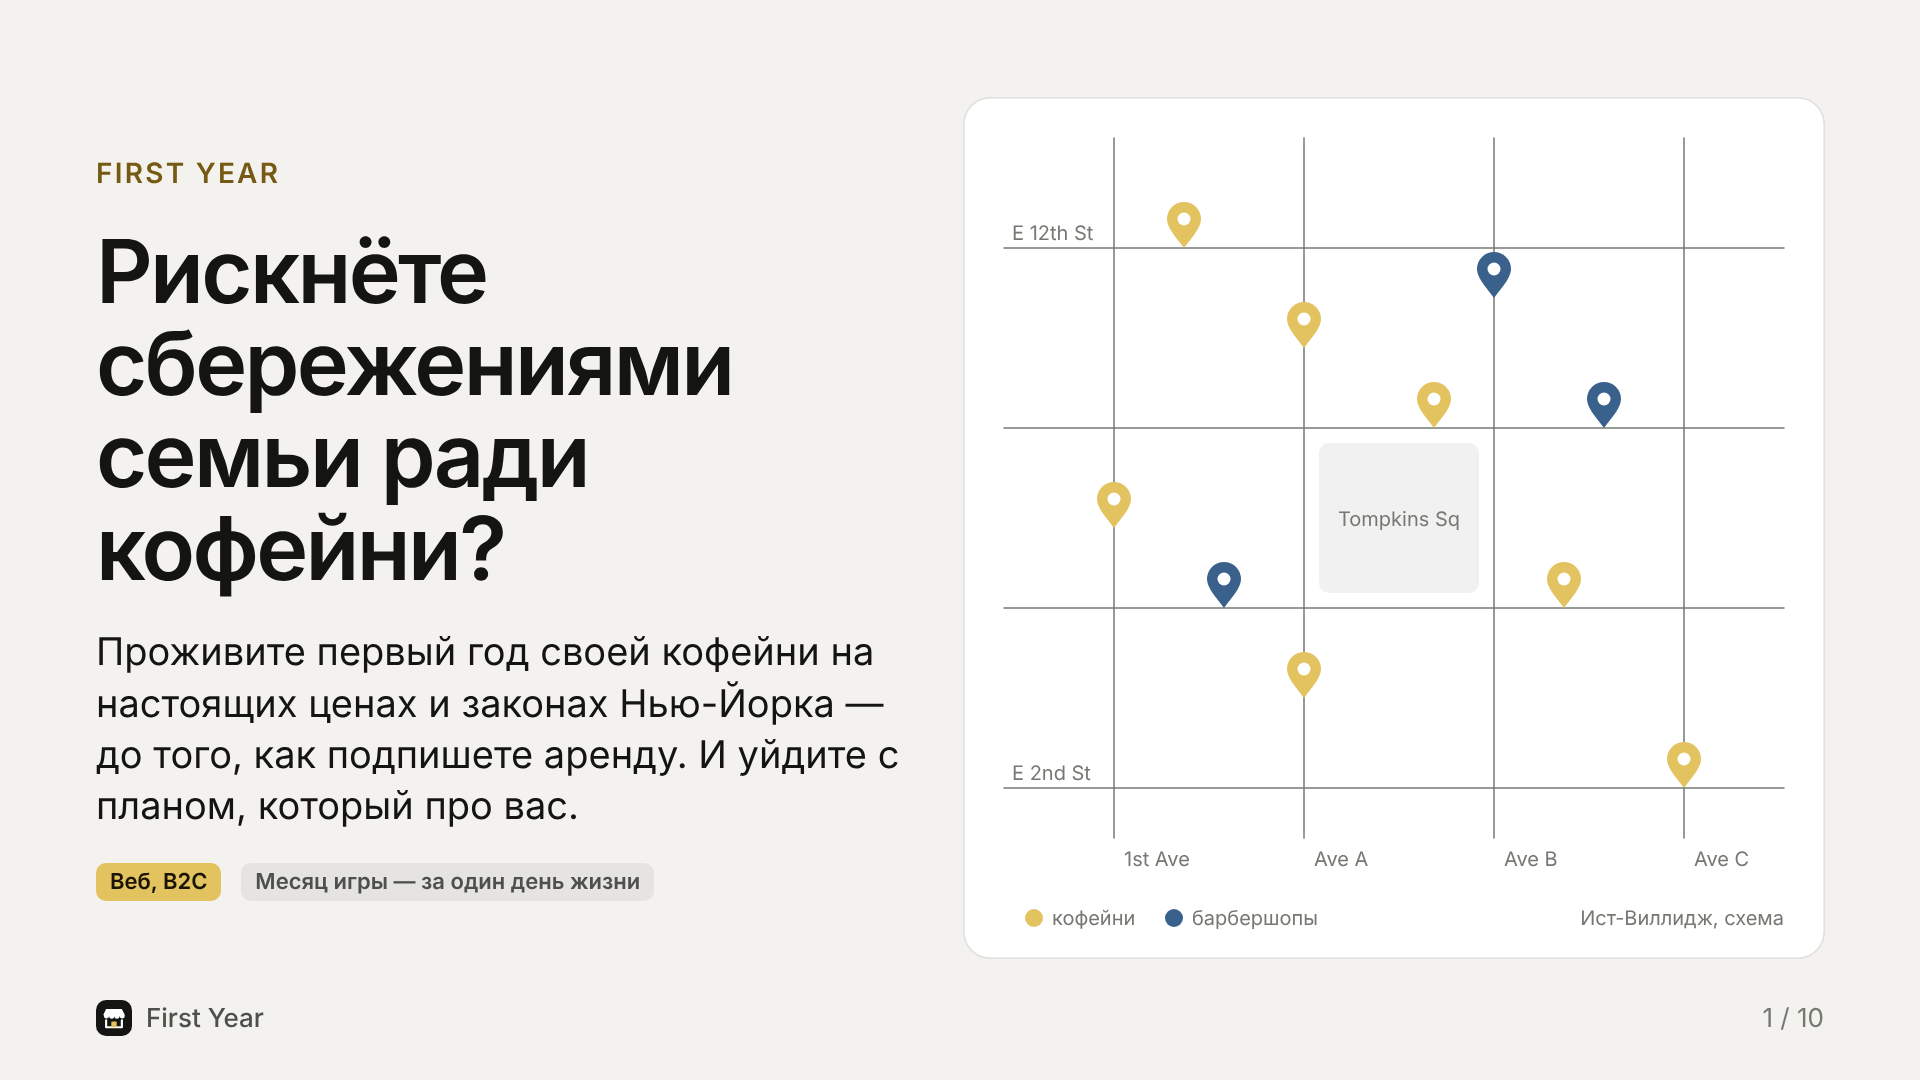 FIRST YEAR
Рискнёте
сбережениями
семьи ради
кофейни?
Проживите первый год своей кофейни на
настоящих ценах и законах Нью-Йорка —
до того, как подпишете аренду. И уйдите с
планом, который про вас.
Веб, B2C
Месяц игры — за один день жизни
E 12th St
Tompkins Sq
E 2nd St
1st Ave
Ave A
Ave B
Ave C
кофейни
барбершопы
Ист-Виллидж, схема
First Year
1 / 10